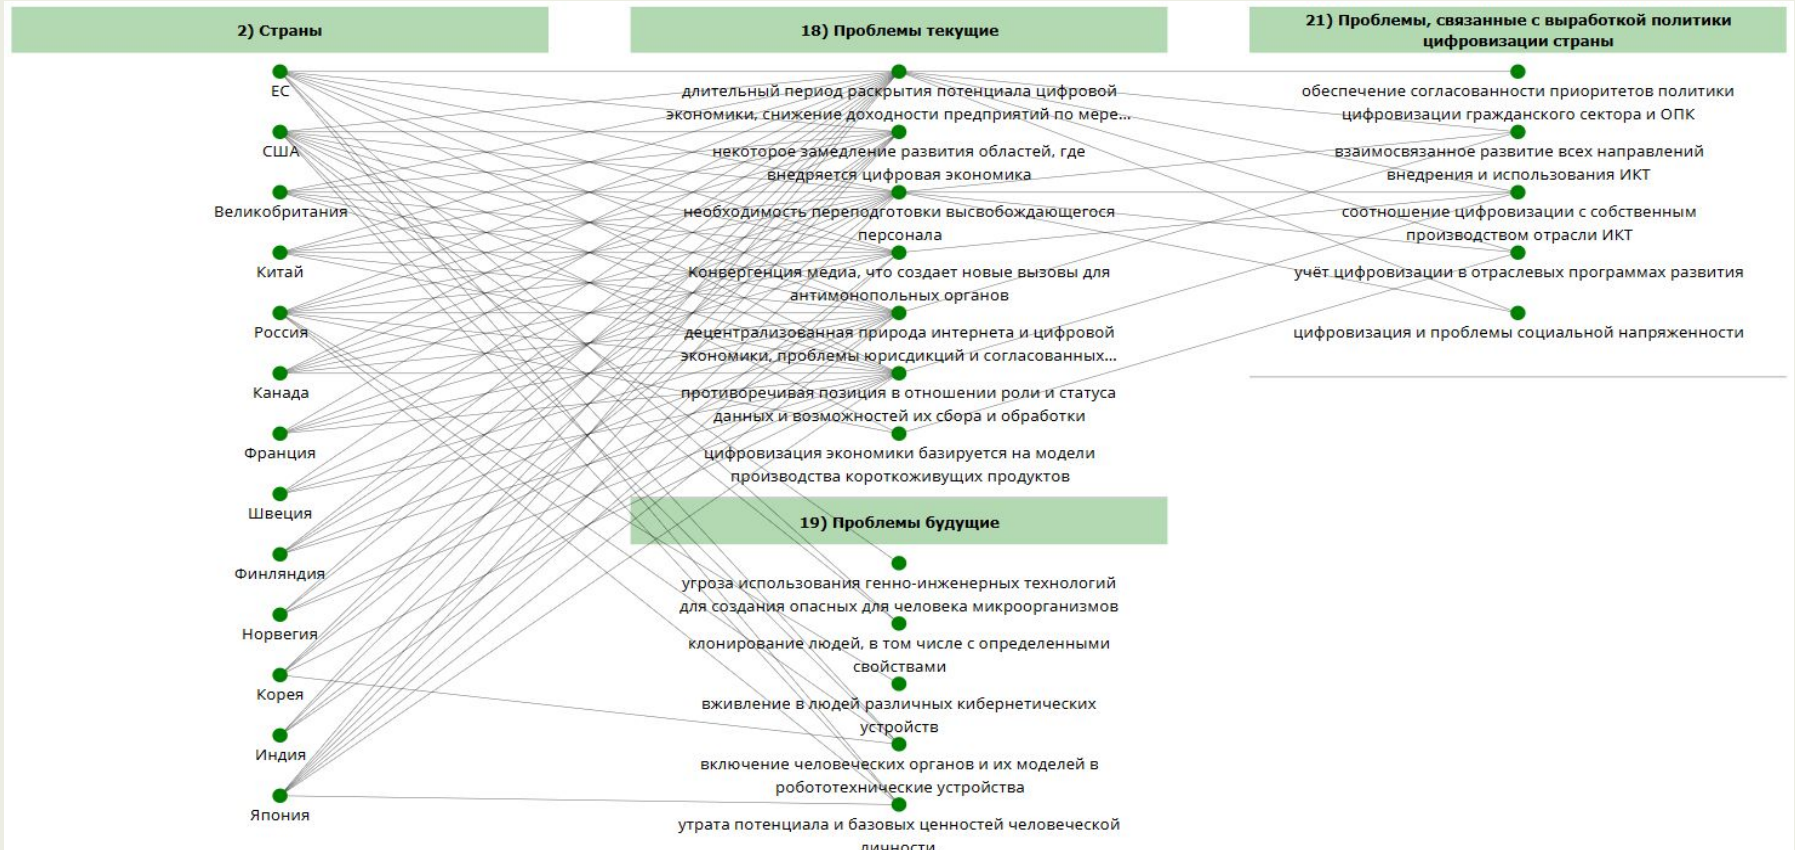 2) Страны
ЕС
США
Великобритания
Китай
Россия
Канада
Франция
Швеция
Финляндия
Норвегия
Корея
Индия
Япония
18) Проблемы текущие
длительный период раскрытия потенциала цифровой
экономики, снижение доходности предприятий по мере...
некоторое замедление развития областей, где
внедряется цифровая экономика
необходимость переподготовки высвобождающегося
персонала
Конвергенция медиа, что создает новые вызовы для
антимонопольных органов
децентрализованная природа интернета и цифровой
экономики, проблемы юрисдикций и согласованных...
противоречивая позиция в отношении роли и статуса
данных и возможностей их сбора и обработки
цифровизация экономики базируется на модели
производства короткоживущих продуктов
19) Проблемы будущие
угроза использования генно-инженерных технологий
для создания опасных для человека микроорганизмов
клонирование людей, в том числе с определенными
свойствами
вживление в людей различных кибернетических
устройств
включение человеческих органов и их моделей в
робототехнические устройства
утрата потенциала и базовых ценностей человеческой
личности
21) Проблемы, связанные с выработкой политики
цифровизации страны
обеспечение согласованности приоритетов политики
цифровизации гражданского сектора и ОПК
взаимосвязанное развитие всех направлений
внедрения и использования ИКТ
соотношение цифровизации с собственным
производством отрасли ИКТ
учёт цифровизации в отраслевых программах развития
цифровизация и проблемы социальной напряженности